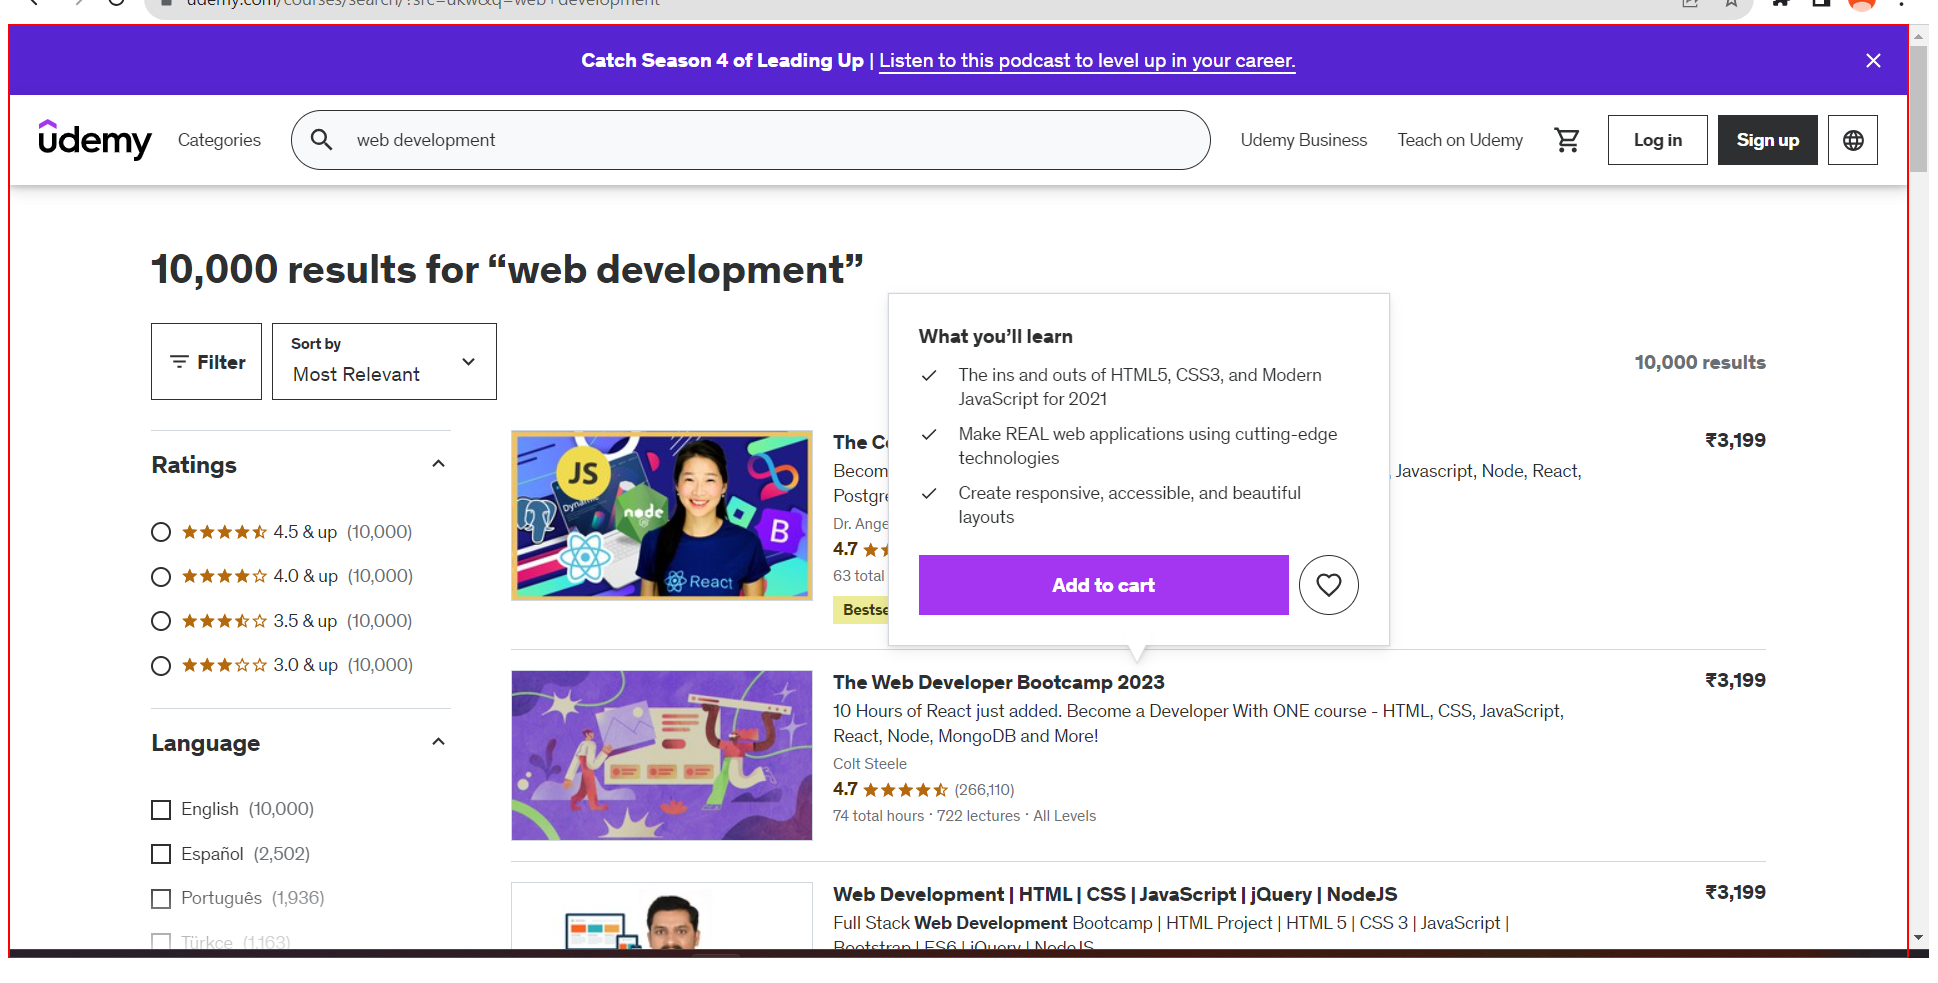 udemy.com/courses/search/?src=ukw&q=web+development
Catch Season 4 of Leading Up | Listen to this podcast to level up in your career.
udemy
Categories
web development
Udemy Business
Teach on Udemy
Log in
Sign up
10,000 results for “web development”
Filter
Sort by
Most Relevant
10,000 results
Ratings
4.5 & up (10,000)
4.0 & up (10,000)
3.5 & up (10,000)
3.0 & up (10,000)
Language
English (10,000)
Español (2,502)
Português (1,936)
Türkçe (1,163)
What you’ll learn
The ins and outs of HTML5, CSS3, and Modern
JavaScript for 2021
Make REAL web applications using cutting-edge
technologies
Create responsive, accessible, and beautiful
layouts
Add to cart
JS
node
B
React
The
₹3,199
Javascript, Node, React,
Dr.
4.7
63 total
The Web Developer Bootcamp 2023
₹3,199
10 Hours of React just added. Become a Developer With ONE course - HTML, CSS, JavaScript,
React, Node, MongoDB and More!
Colt Steele
4.7 (266,110)
74 total hours · 722 lectures · All Levels
Web Development | HTML | CSS | JavaScript | jQuery | NodeJS
₹3,199
Full Stack Web Development Bootcamp | HTML Project | HTML 5 | CSS 3 | JavaScript |
Bootstrap | ES6 | jQuery | NodeJS